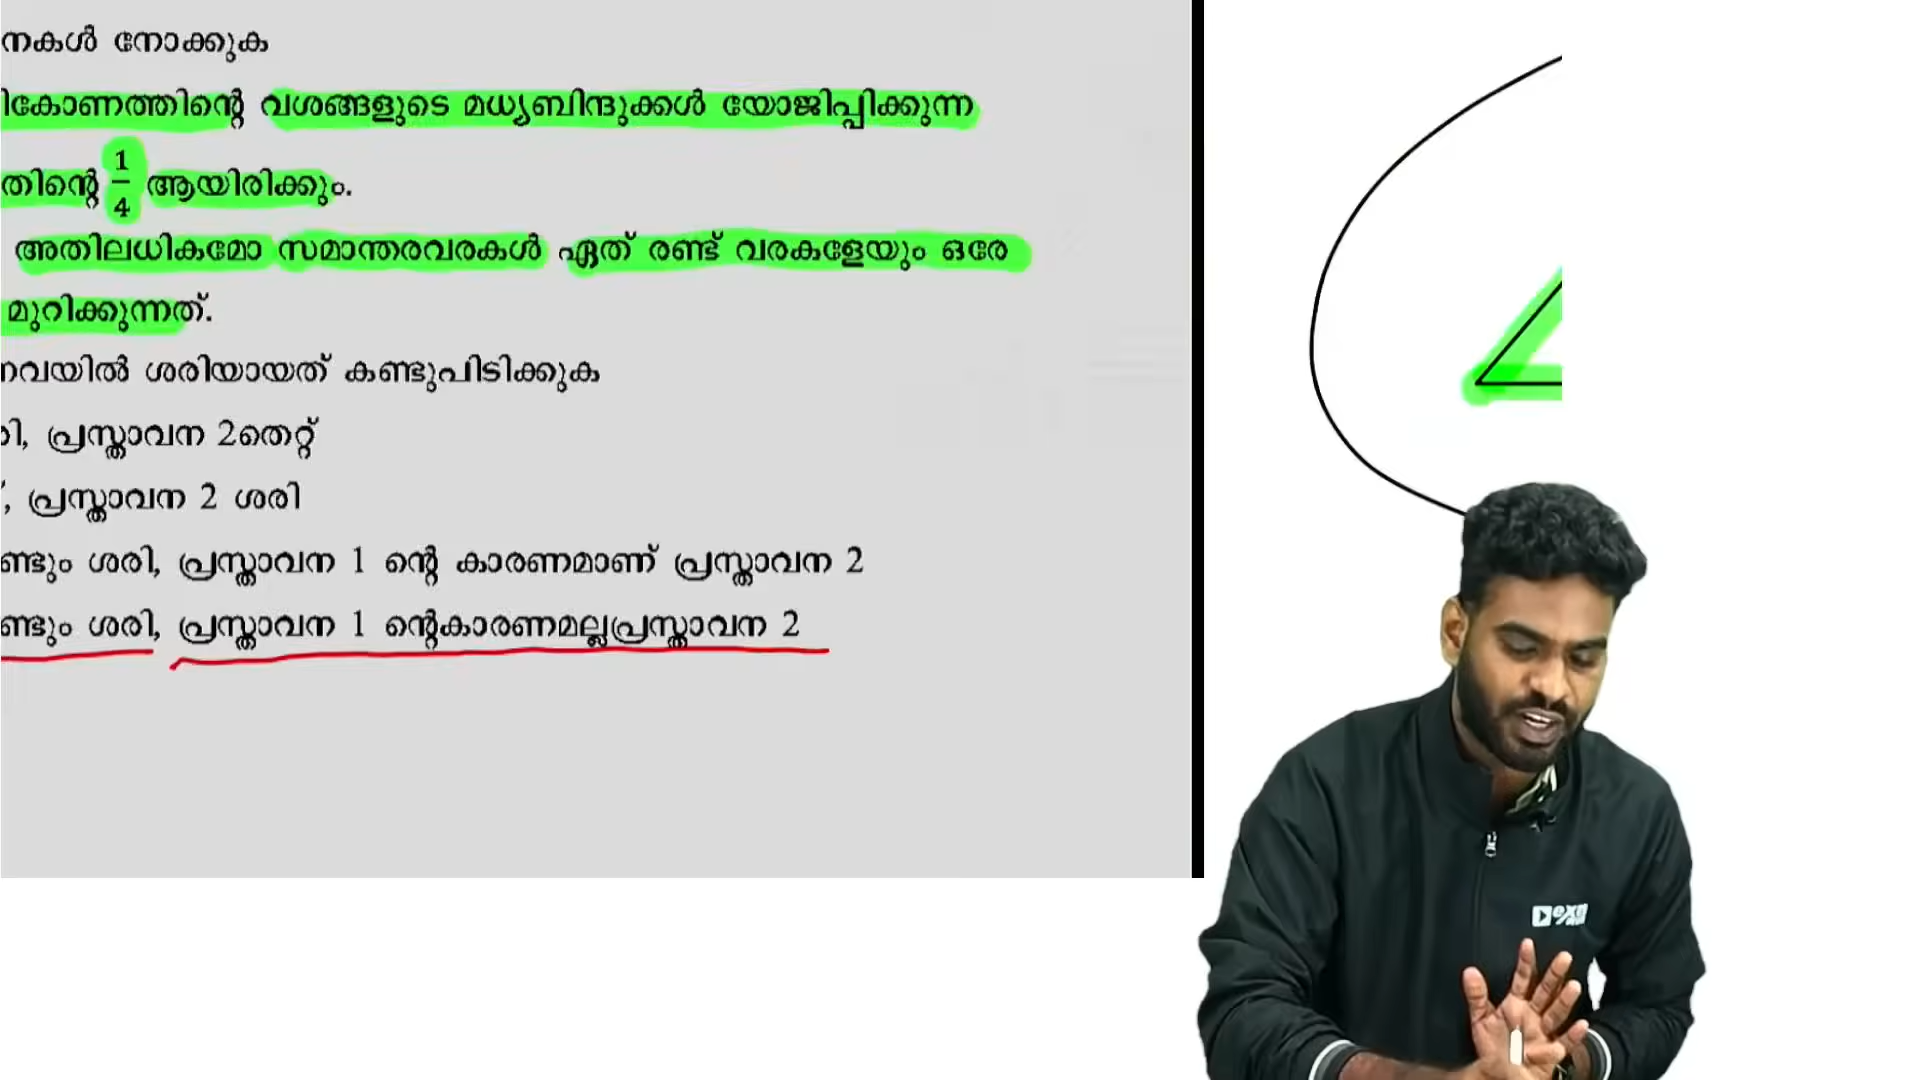 നകൾ നോക്കുക
ികോണത്തിന്റെ വശങ്ങളുടെ മധ്യബിന്ദുക്കൾ യോജിപ്പിക്കുന്ന
തിന്റെ 1/4 ആയിരിക്കും.
അതിലധികമോ സമാന്തരവരകൾ ഏത് രണ്ട് വരകളേയും ഒരേ
മുറിക്കുന്നത്.
നവയിൽ ശരിയായത് കണ്ടുപിടിക്കുക
രി, പ്രസ്താവന 2തെറ്റ്
, പ്രസ്താവന 2 ശരി
ണ്ടും ശരി, പ്രസ്താവന 1 ന്റെ കാരണമാണ് പ്രസ്താവന 2
ണ്ടും ശരി, പ്രസ്താവന 1 ന്റെകാരണമല്ലപ്രസ്താവന 2